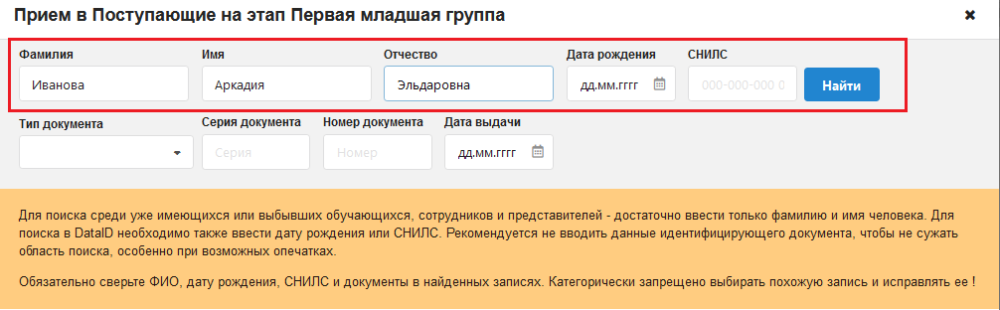 Прием в Поступающие на этап Первая младшая группа ✖
Фамилия Имя Отчество Дата рождения СНИЛС
Иванова Аркадия Эльдаровна дд.мм.гггг 000-000-000 0 Найти
Тип документа Серия документа Номер документа Дата выдачи
Серия Номер дд.мм.гггг
Для поиска среди уже имеющихся или выбывших обучающихся, сотрудников и представителей - достаточно ввести только фамилию и имя человека. Для
поиска в DataID необходимо также ввести дату рождения или СНИЛС. Рекомендуется не вводить данные идентифицирующего документа, чтобы не сужать
область поиска, особенно при возможных опечатках.
Обязательно сверьте ФИО, дату рождения, СНИЛС и документы в найденных записях. Категорически запрещено выбирать похожую запись и исправлять ее !